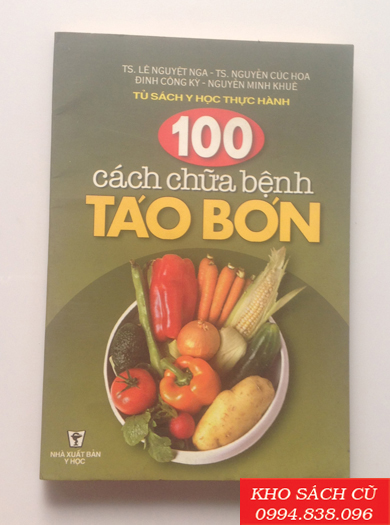 TS. LÊ NGUYỆT NGA - TS. NGUYỄN CÚC HOA
ĐINH CÔNG KỲ - NGUYỄN MINH KHUÊ
TỦ SÁCH Y HỌC THỰC HÀNH
100
cách chữa bệnh
TÁO BÓN
NHÀ XUẤT BẢN
Y HỌC
KHO SÁCH CŨ
0994.838.096